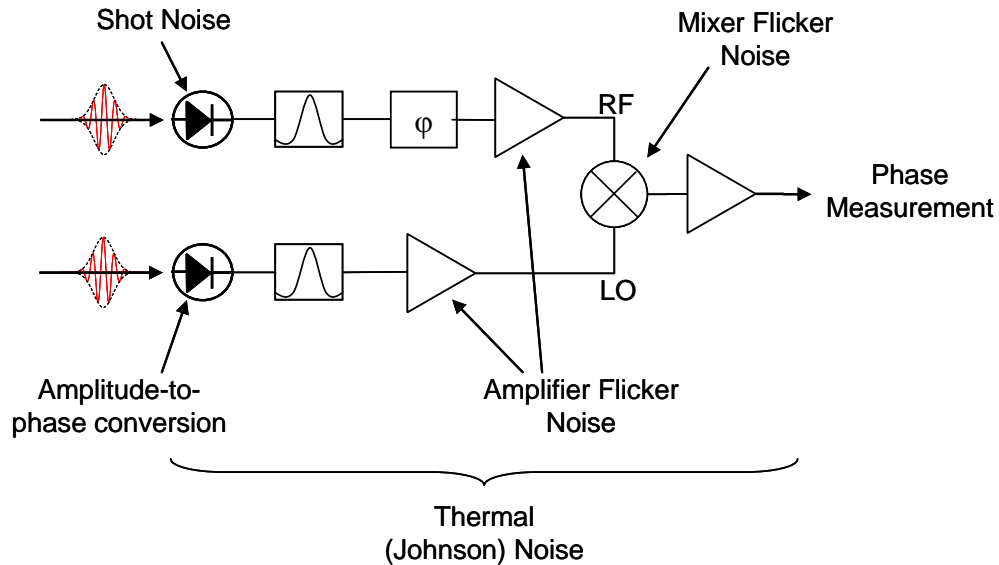 Shot Noise
Mixer Flicker
Noise
RF
φ
Phase
Measurement
LO
Amplitude-to-
phase conversion
Amplifier Flicker
Noise
Thermal
(Johnson) Noise